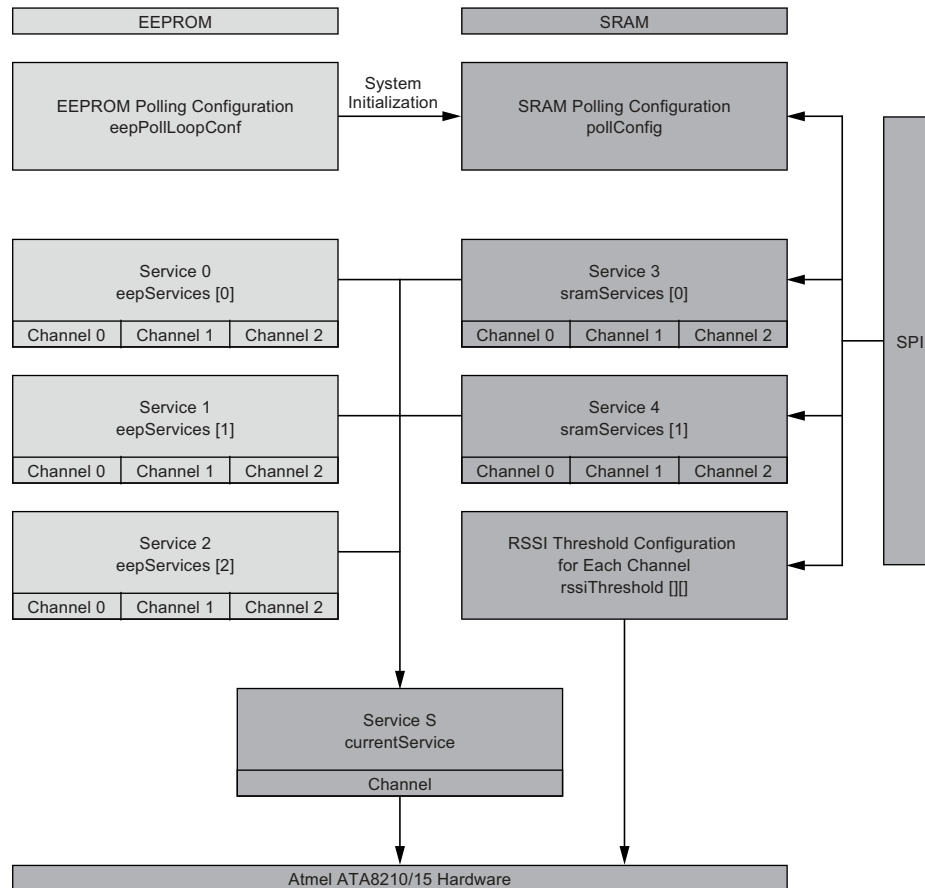 EEPROM
SRAM
EEPROM Polling Configuration
eepPollLoopConf
System
Initialization
SRAM Polling Configuration
pollConfig
SPI
Service 0
eepServices [0]
Channel 0
Channel 1
Channel 2
Service 3
sramServices [0]
Channel 0
Channel 1
Channel 2
Service 1
eepServices [1]
Channel 0
Channel 1
Channel 2
Service 4
sramServices [1]
Channel 0
Channel 1
Channel 2
Service 2
eepServices [2]
Channel 0
Channel 1
Channel 2
RSSI Threshold Configuration
for Each Channel
rssiThreshold [][]
Service S
currentService
Channel
Atmel ATA8210/15 Hardware